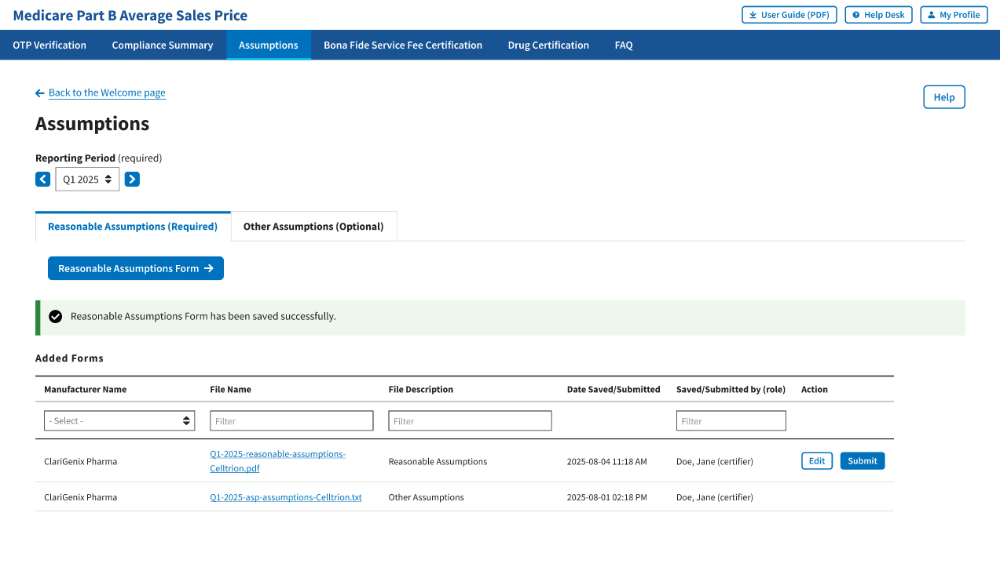 Medicare Part B Average Sales Price
User Guide (PDF)
Help Desk
My Profile
OTP Verification
Compliance Summary
Assumptions
Bona Fide Service Fee Certification
Drug Certification
FAQ
Back to the Welcome page
Help
Assumptions
Reporting Period (required)
Q1 2025
Reasonable Assumptions (Required)
Other Assumptions (Optional)
Reasonable Assumptions Form
Reasonable Assumptions Form has been saved successfully.
Added Forms
Manufacturer Name
File Name
File Description
Date Saved/Submitted
Saved/Submitted by (role)
Action
- Select -
Filter
Filter
Filter
ClariGenix Pharma
Q1-2025-reasonable-assumptions-
Celltrion.pdf
Reasonable Assumptions
2025-08-04 11:18 AM
Doe, Jane (certifier)
Edit
Submit
ClariGenix Pharma
Q1-2025-asp-assumptions-Celltrion.txt
Other Assumptions
2025-08-01 02:18 PM
Doe, Jane (certifier)